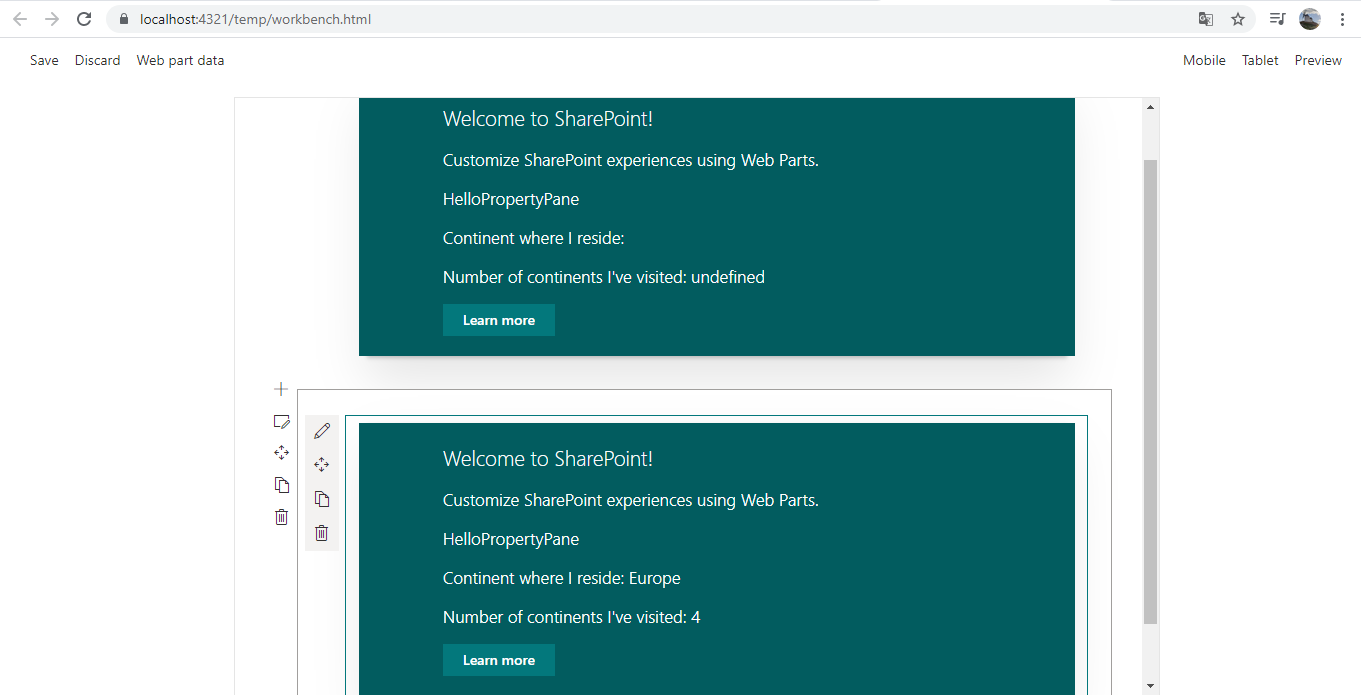 localhost:4321/temp/workbench.html
Save Discard Web part data Mobile Tablet Preview
Welcome to SharePoint!
Customize SharePoint experiences using Web Parts.
HelloPropertyPane
Continent where I reside:
Number of continents I've visited: undefined
Learn more
Welcome to SharePoint!
Customize SharePoint experiences using Web Parts.
HelloPropertyPane
Continent where I reside: Europe
Number of continents I've visited: 4
Learn more